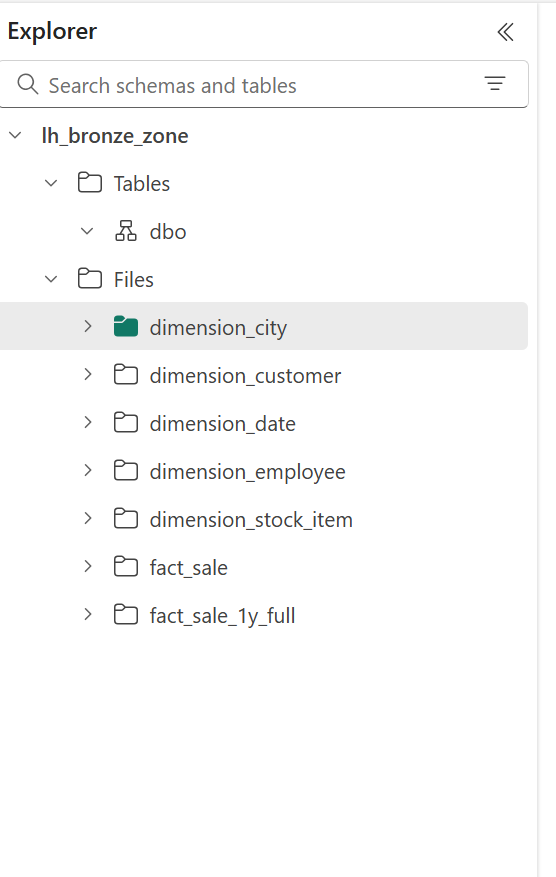 Explorer
Search schemas and tables
lh_bronze_zone
Tables
dbo
Files
dimension_city
dimension_customer
dimension_date
dimension_employee
dimension_stock_item
fact_sale
fact_sale_1y_full